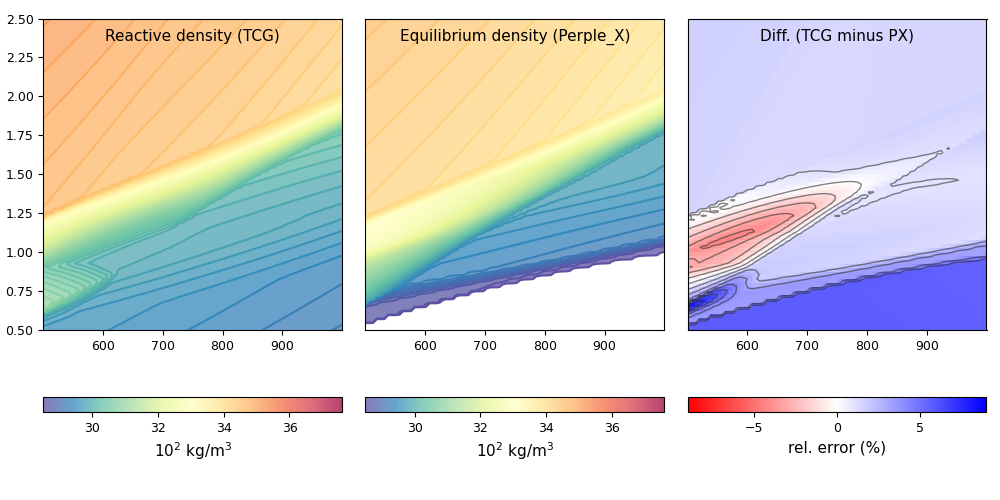 Reactive density (TCG)
Equilibrium density (Perple_X)
Diff. (TCG minus PX)
2.50
2.25
2.00
1.75
1.50
1.25
1.00
0.75
0.50
600 700 800 900
600 700 800 900
600 700 800 900
30 32 34 36
30 32 34 36
−5 0 5
10² kg/m³
10² kg/m³
rel. error (%)